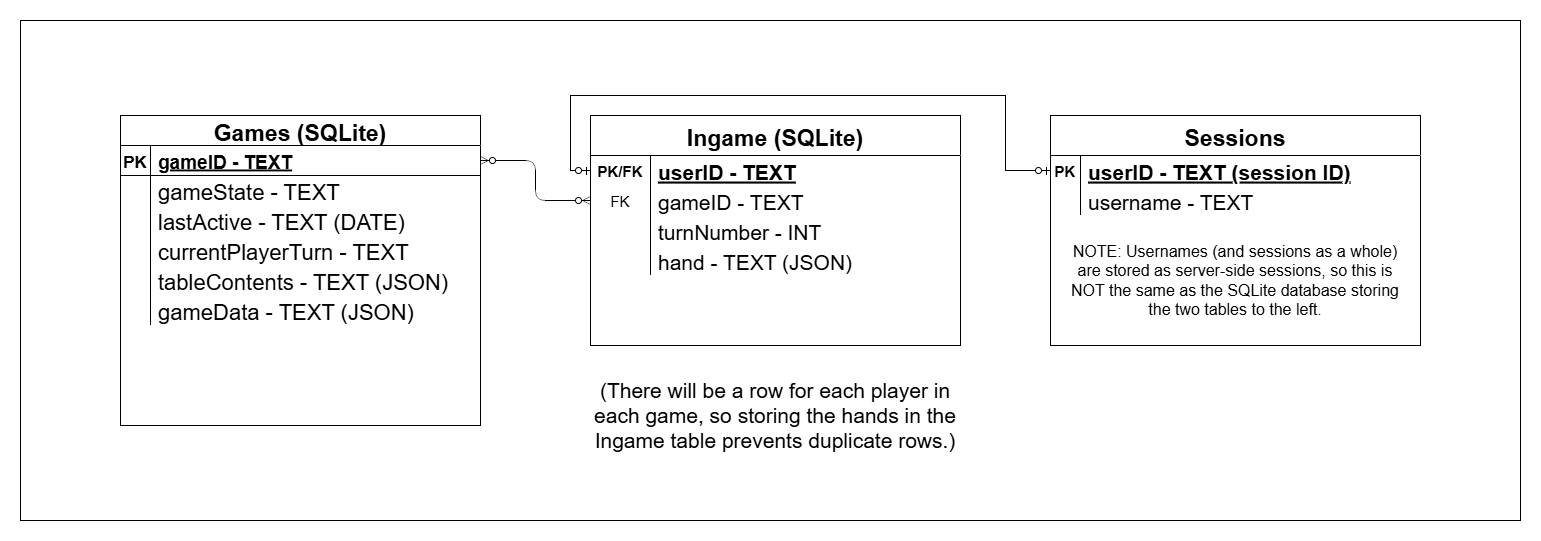 Games (SQLite)
PK gameID - TEXT
gameState - TEXT
lastActive - TEXT (DATE)
currentPlayerTurn - TEXT
tableContents - TEXT (JSON)
gameData - TEXT (JSON)
Ingame (SQLite)
PK/FK userID - TEXT
FK gameID - TEXT
turnNumber - INT
hand - TEXT (JSON)
(There will be a row for each player in
each game, so storing the hands in the
Ingame table prevents duplicate rows.)
Sessions
PK userID - TEXT (session ID)
username - TEXT
NOTE: Usernames (and sessions as a whole)
are stored as server-side sessions, so this is
NOT the same as the SQLite database storing
the two tables to the left.